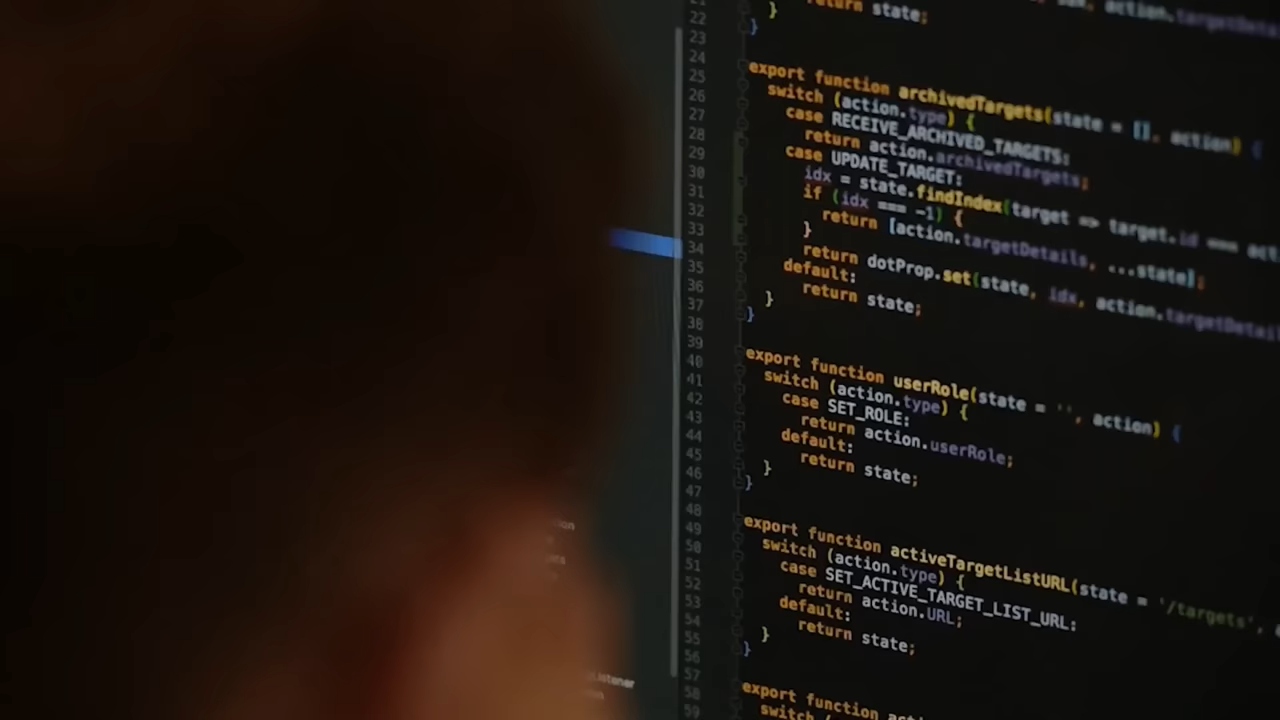 21 return state;
22 }
23 }
24
25 export function archivedTargets(state = [], action) {
26 switch (action.type) {
27 case RECEIVE_ARCHIVED_TARGETS:
28 return action.archivedTargets;
29 case UPDATE_TARGET:
30 idx = state.findIndex(target => target.id ===
31 if (idx === -1) {
32 return [action.targetDetails, ...state];
33 }
34 return dotProp.set(state, idx, action.targetDetail
35 default:
36 return state;
37 }
38 }
39
40 export function userRole(state = '', action) {
41 switch (action.type) {
42 case SET_ROLE:
43 return action.userRole;
44 default:
45 return state;
46 }
47 }
48
49 export function activeTargetListURL(state = '/targets',
50 switch (action.type) {
51 case SET_ACTIVE_TARGET_LIST_URL:
52 return action.URL;
53 default:
54 return state;
55 }
56 }
57
58 export function
59 switch